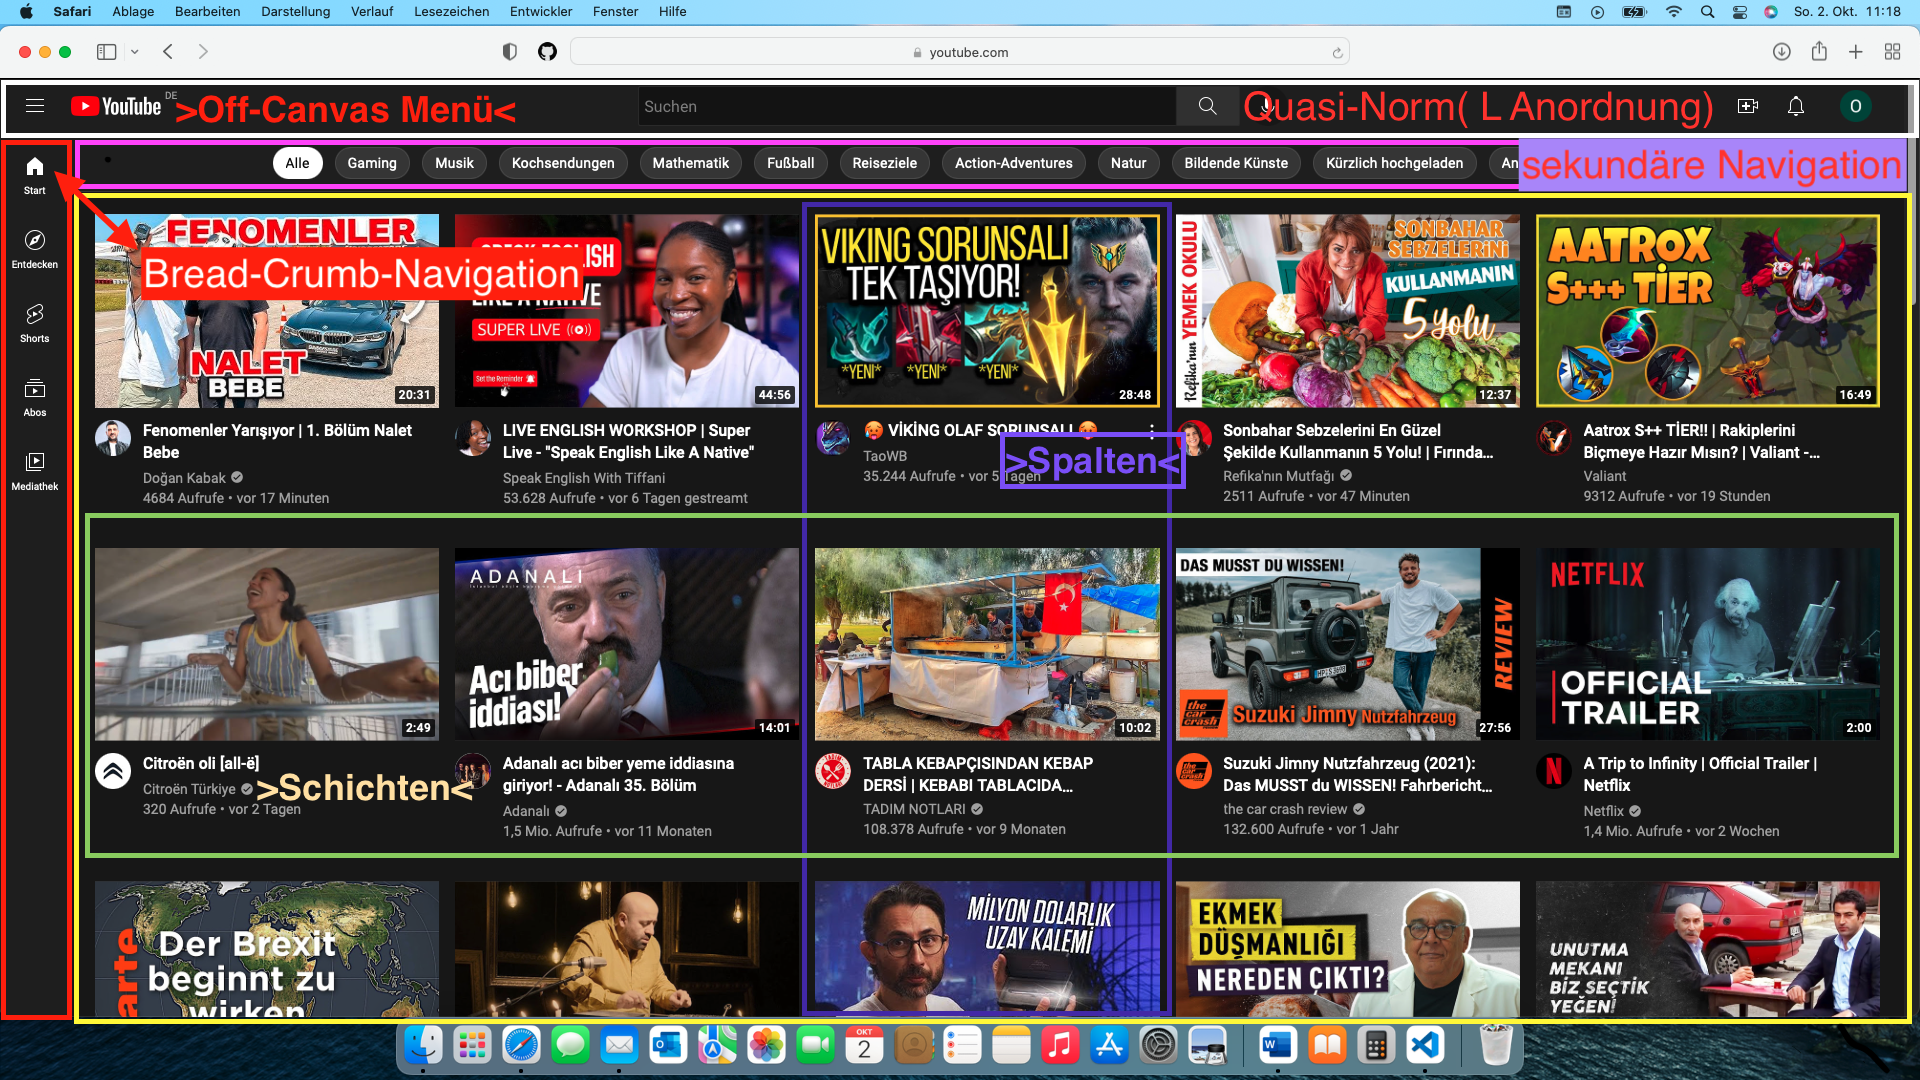 Safari Ablage Bearbeiten Darstellung Verlauf Lesezeichen Entwickler Fenster Hilfe So. 2. Okt. 11:18
youtube.com
YouTube DE >Off-Canvas Menü< Suchen Quasi-Norm( L Anordnung) O
Alle Gaming Musik Kochsendungen Mathematik Fußball Reiseziele Action-Adventures Natur Bildende Künste Kürzlich hochgeladen An sekundäre Navigation
Start
Entdecken
Shorts
Abos
Mediathek
Bread-Crumb-Navigation
FENOMENLER
NALET
BEBE
20:31
Fenomenler Yarışıyor | 1. Bölüm Nalet
Bebe
Doğan Kabak
4684 Aufrufe • vor 17 Minuten
LIKE A NATIVE
SUPER LIVE
Set the Reminder
44:56
LIVE ENGLISH WORKSHOP | Super
Live - "Speak English Like A Native"
Speak English With Tiffani
53.628 Aufrufe • vor 6 Tagen gestreamt
VIKING SORUNSALI
TEK TAŞIYOR!
*YENI* *YENI* *YENI*
28:48
🥵 VİKİNG OLAF SORUNSALI 🥵
TaoWB
35.244 Aufrufe • vor 5 Tagen
>Spalten<
Refika'nın YEMEK OKULU
SONBAHAR
SEBZELERİNİ
KULLANMANIN
5 yolu
12:37
Sonbahar Sebzelerini En Güzel
Şekilde Kullanmanın 5 Yolu! | Fırında...
Refika'nın Mutfağı
2511 Aufrufe • vor 47 Minuten
AATROX
S+++ TİER
16:49
Aatrox S++ TİER!! | Rakiplerini
Biçmeye Hazır Mısın? | Valiant -...
Valiant
9312 Aufrufe • vor 19 Stunden
2:49
Citroën oli [all-ë]
Citroën Türkiye
320 Aufrufe • vor 2 Tagen
>Schichten<
ADANALI
Acı biber
iddiası!
14:01
Adanalı acı biber yeme iddiasına
giriyor! - Adanalı 35. Bölüm
Adanalı
1,5 Mio. Aufrufe • vor 11 Monaten
10:02
TABLA KEBAPÇISINDAN KEBAP
DERSİ | KEBABI TABLACIDA...
TADIM NOTLARI
108.378 Aufrufe • vor 9 Monaten
DAS MUSST DU WISSEN!
REVIEW
the car crash
Suzuki Jimny Nutzfahrzeug
27:56
Suzuki Jimny Nutzfahrzeug (2021):
Das MUSST du WISSEN! Fahrbericht...
the car crash review
132.600 Aufrufe • vor 1 Jahr
NETFLIX
OFFICIAL
TRAILER
2:00
A Trip to Infinity | Official Trailer |
Netflix
Netflix
1,4 Mio. Aufrufe • vor 2 Wochen
arte
Der Brexit
beginnt zu
wirken
MİLYON DOLARLIK
UZAY KALEMİ
EKMEK
DÜŞMANLIĞI
NEREDEN ÇIKTI?
UNUTMA
MEKANI
BİZ SEÇTİK
YEĞENİ
OKT
2